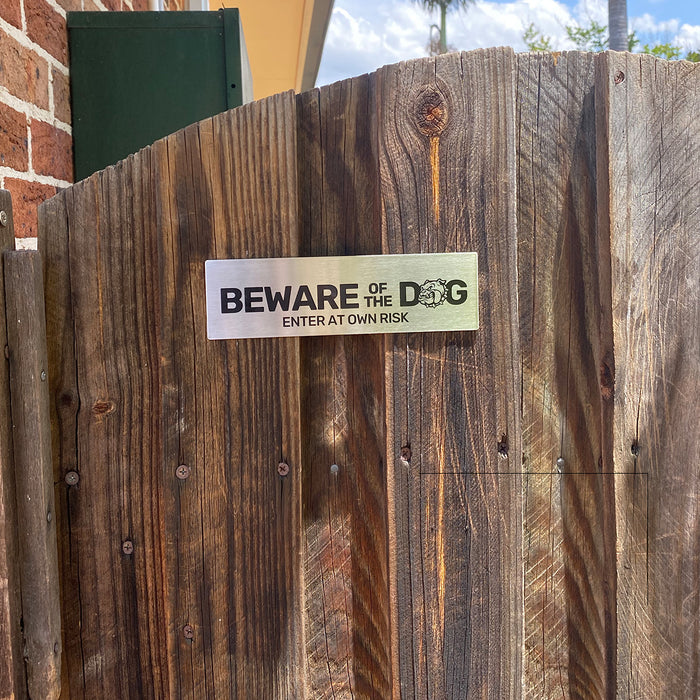 BEWARE OF THE DOG
ENTER AT OWN RISK